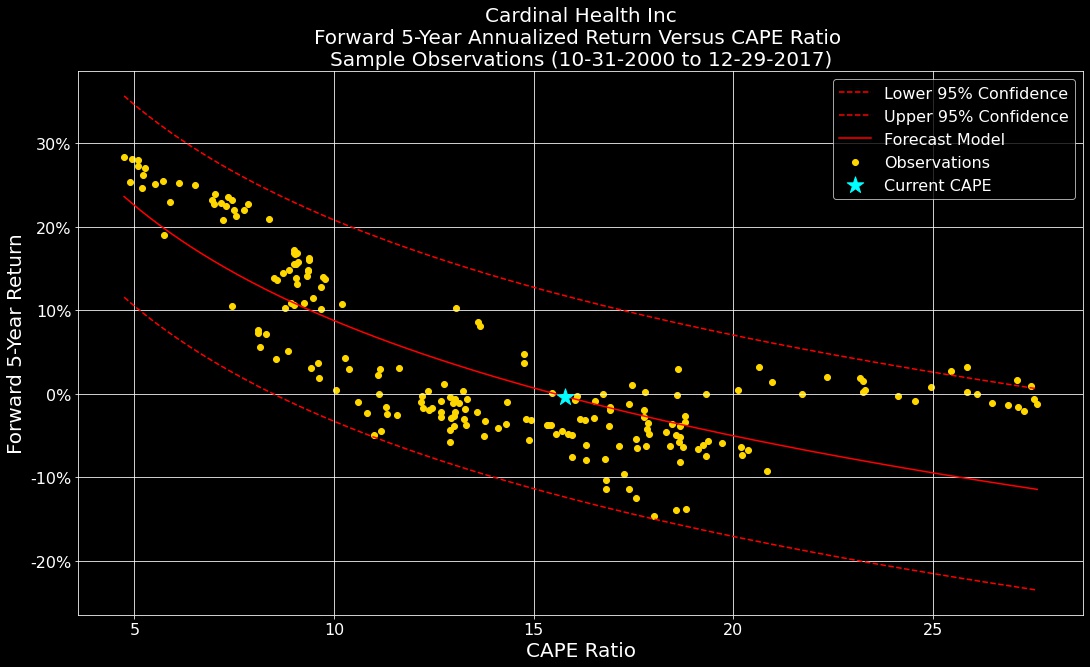 Cardinal Health Inc
Forward 5-Year Annualized Return Versus CAPE Ratio
Sample Observations (10-31-2000 to 12-29-2017)
Lower 95% Confidence
Upper 95% Confidence
Forecast Model
Observations
Current CAPE
Forward 5-Year Return
30%
20%
10%
0%
-10%
-20%
5 10 15 20 25
CAPE Ratio